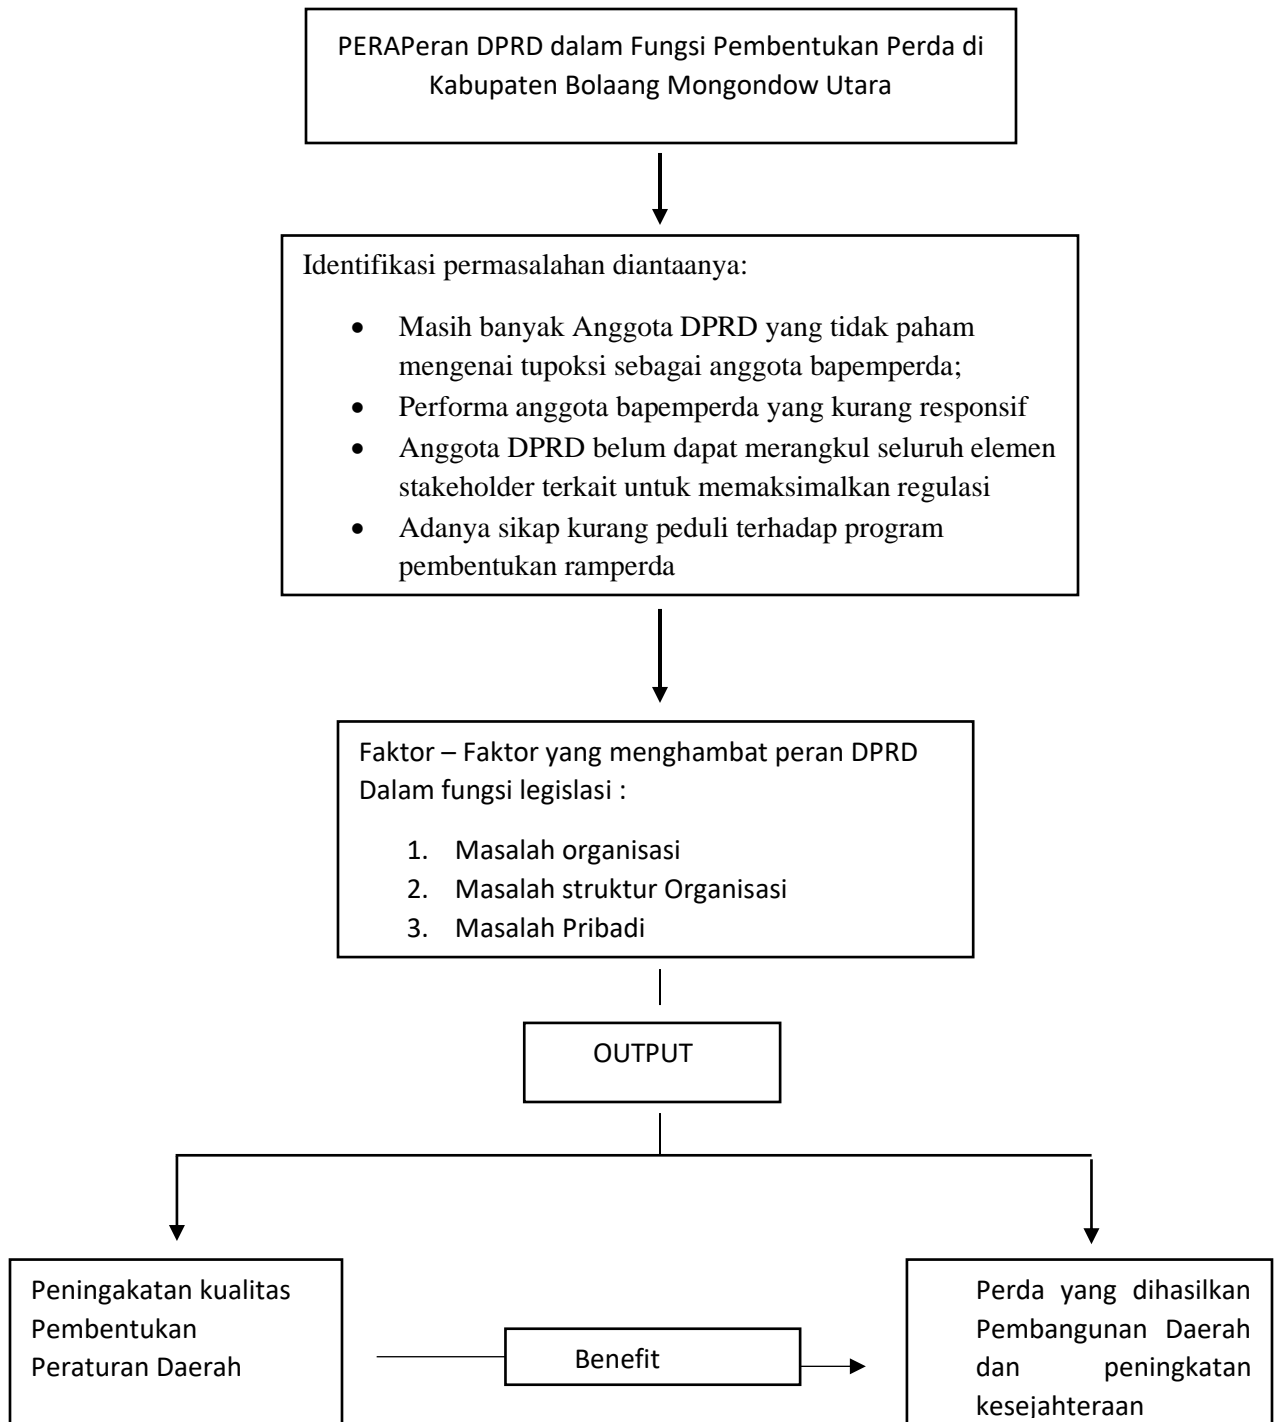 PERAPeran DPRD dalam Fungsi Pembentukan Perda di
Kabupaten Bolaang Mongondow Utara
Identifikasi permasalahan diantaanya:
• Masih banyak Anggota DPRD yang tidak paham
mengenai tupoksi sebagai anggota bapemperda;
• Performa anggota bapemperda yang kurang responsif
• Anggota DPRD belum dapat merangkul seluruh elemen
stakeholder terkait untuk memaksimalkan regulasi
• Adanya sikap kurang peduli terhadap program
pembentukan ramperda
Faktor – Faktor yang menghambat peran DPRD
Dalam fungsi legislasi :
1. Masalah organisasi
2. Masalah struktur Organisasi
3. Masalah Pribadi
OUTPUT
Peningakatan kualitas
Pembentukan
Peraturan Daerah
Benefit
Perda yang dihasilkan
Pembangunan Daerah
dan peningkatan
kesejahteraan